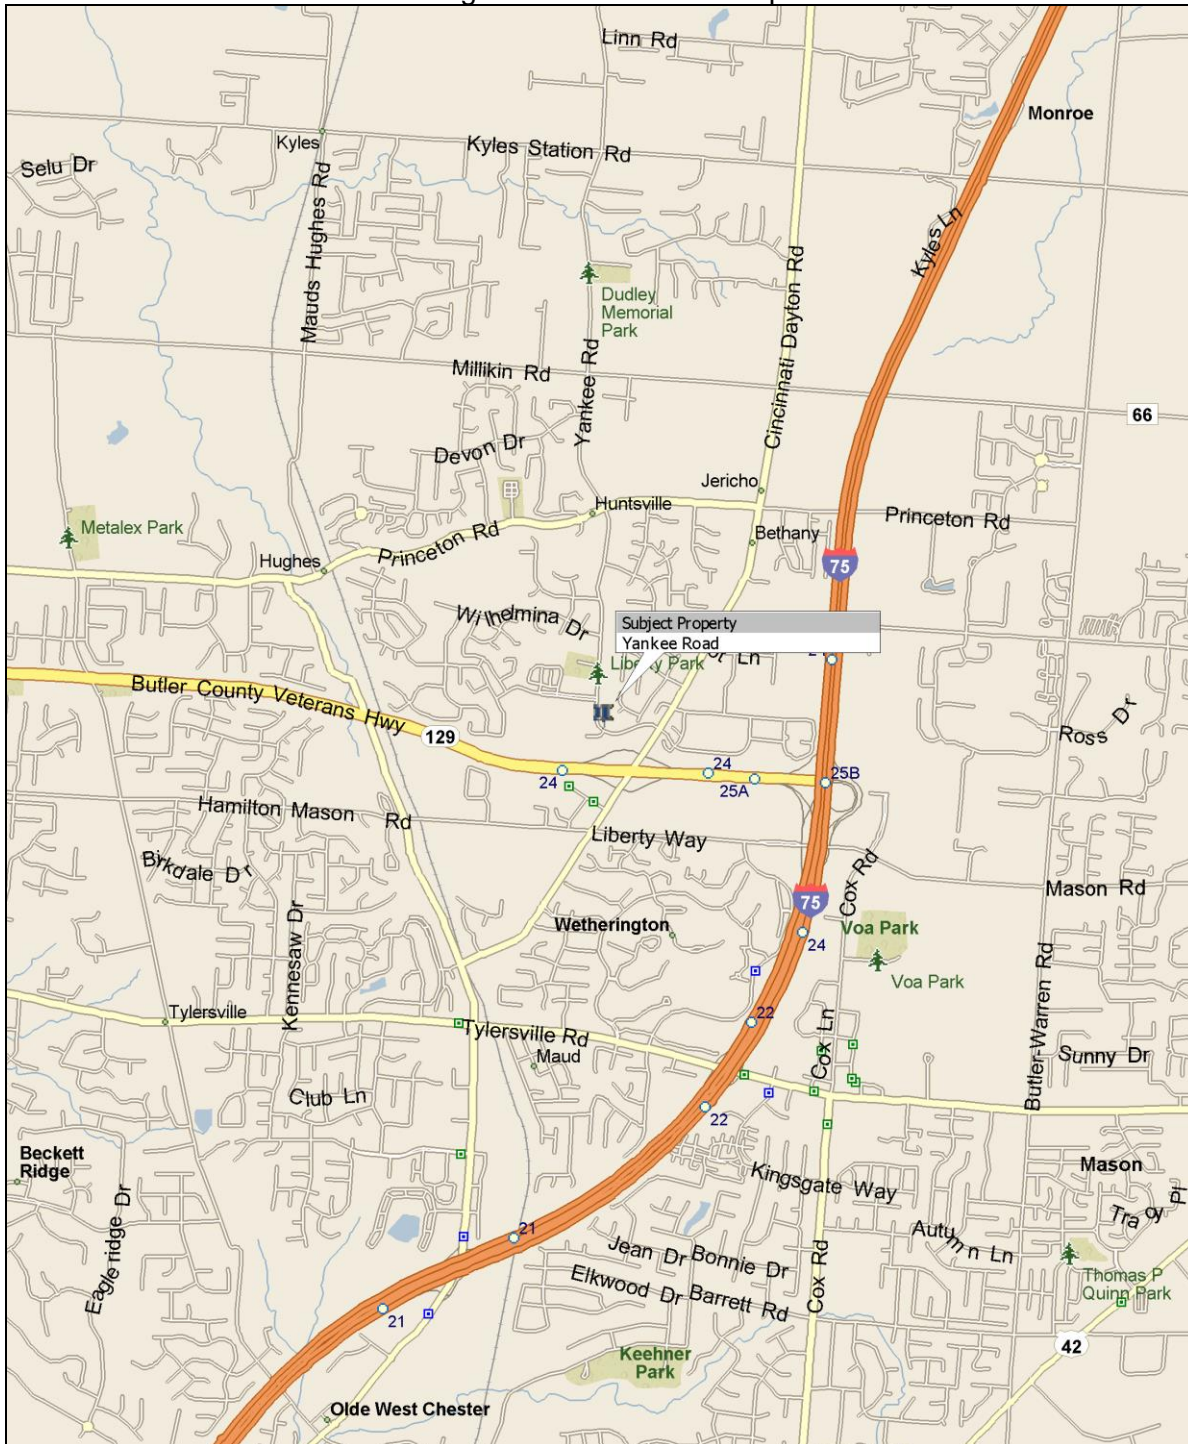 Linn Rd
Monroe
Kyles
Kyles Station Rd
Selu Dr
Mauds Hughes Rd
Kyles Ln
Dudley
Memorial
Park
Cincinnati Dayton Rd
Yankee Rd
Millikin Rd
66
Devon Dr
Jericho
Huntsville
Princeton Rd
Metalex Park
Bethany
Princeton Rd
Hughes
75
Wilhelmina Dr
Subject Property
Yankee Road
Liberty Park
Ln
Butler County Veterans Hwy
129
Ross Dr
24
24
25A
25B
Hamilton Mason Rd
Liberty Way
Birkdale Dr
Cox Rd
Mason Rd
75
Kennesaw Dr
Wetherington
Voa Park
24
Voa Park
Butler-Warren Rd
Tylersville
22
Tylersville Rd
Maud
Cox Ln
Sunny Dr
Club Ln
22
Beckett
Ridge
Mason
Kingsgate Way
Eagleridge Dr
Tracy Pl
21
Autumn Ln
Jean Dr
Bonnie Dr
Cox Rd
Elkwood Dr
Barrett Rd
Thomas P
Quinn Park
21
42
Keehner
Park
Olde West Chester